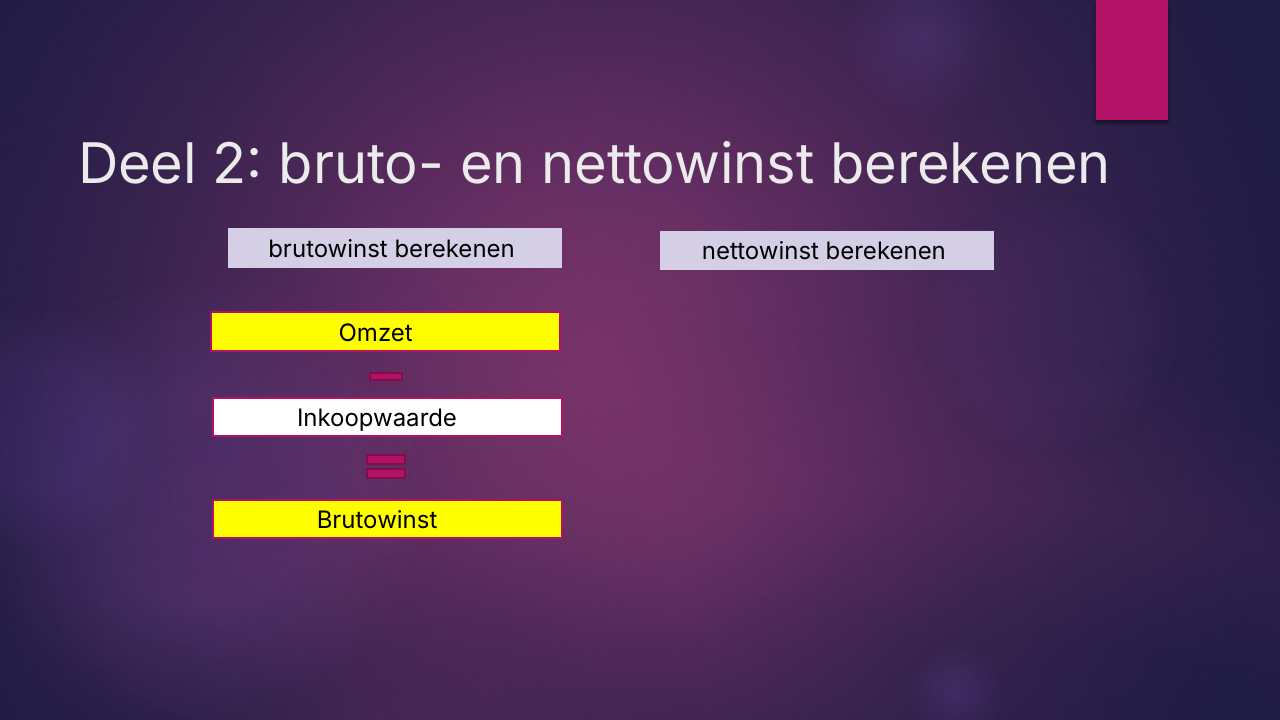 Deel 2: bruto- en nettowinst berekenen
brutowinst berekenen
nettowinst berekenen
Omzet
Inkoopwaarde
Brutowinst